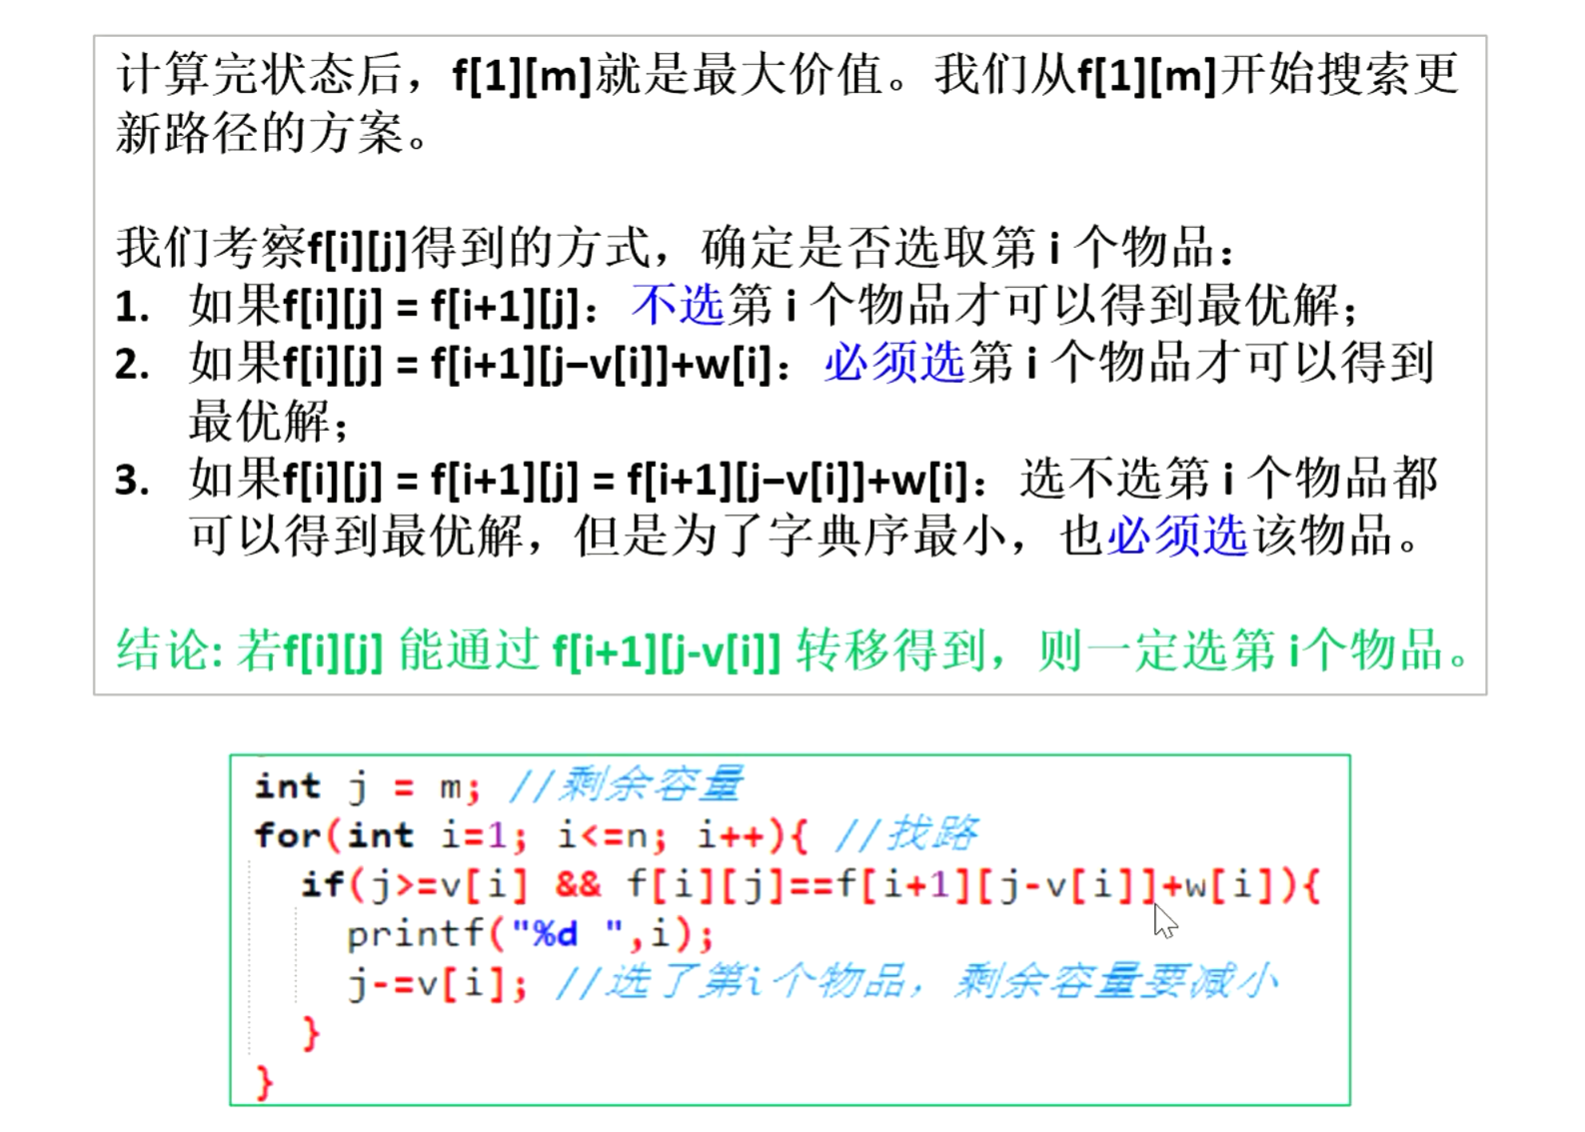 计算完状态后，f[1][m]就是最大价值。我们从f[1][m]开始搜索更
新路径的方案。
我们考察f[i][j]得到的方式，确定是否选取第 i 个物品：
1. 如果f[i][j] = f[i+1][j]：不选第 i 个物品才可以得到最优解；
2. 如果f[i][j] = f[i+1][j−v[i]]+w[i]：必须选第 i 个物品才可以得到
最优解；
3. 如果f[i][j] = f[i+1][j] = f[i+1][j−v[i]]+w[i]：选不选第 i 个物品都
可以得到最优解，但是为了字典序最小，也必须选该物品。
结论: 若f[i][j] 能通过 f[i+1][j-v[i]] 转移得到，则一定选第 i个物品。
int j = m; //剩余容量
for(int i=1; i<=n; i++){ //找路
if(j>=v[i] && f[i][j]==f[i+1][j-v[i]]+w[i]){
printf("%d ",i);
j-=v[i]; //选了第i个物品，剩余容量要减小
}
}